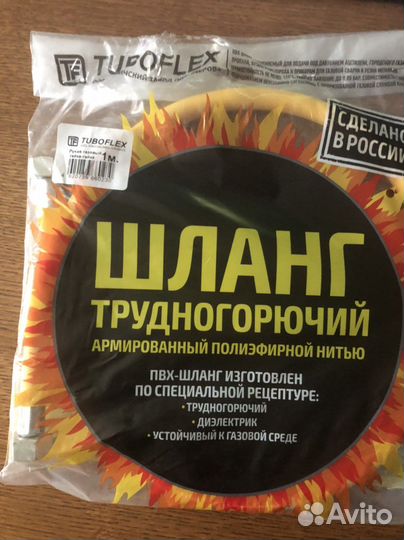 TUBOFLEX
СДЕЛАНО
В РОССИИ
TUBOFLEX
1м.
ШЛАНГ
ТРУДНОГОРЮЧИЙ
АРМИРОВАННЫЙ ПОЛИЭФИРНОЙ НИТЬЮ
ПВХ-ШЛАНГ ИЗГОТОВЛЕН
ПО СПЕЦИАЛЬНОЙ РЕЦЕПТУРЕ:
• ТРУДНОГОРЮЧИЙ
• ДИЭЛЕКТРИК
• УСТОЙЧИВЫЙ К ГАЗОВОЙ СРЕДЕ
Avito